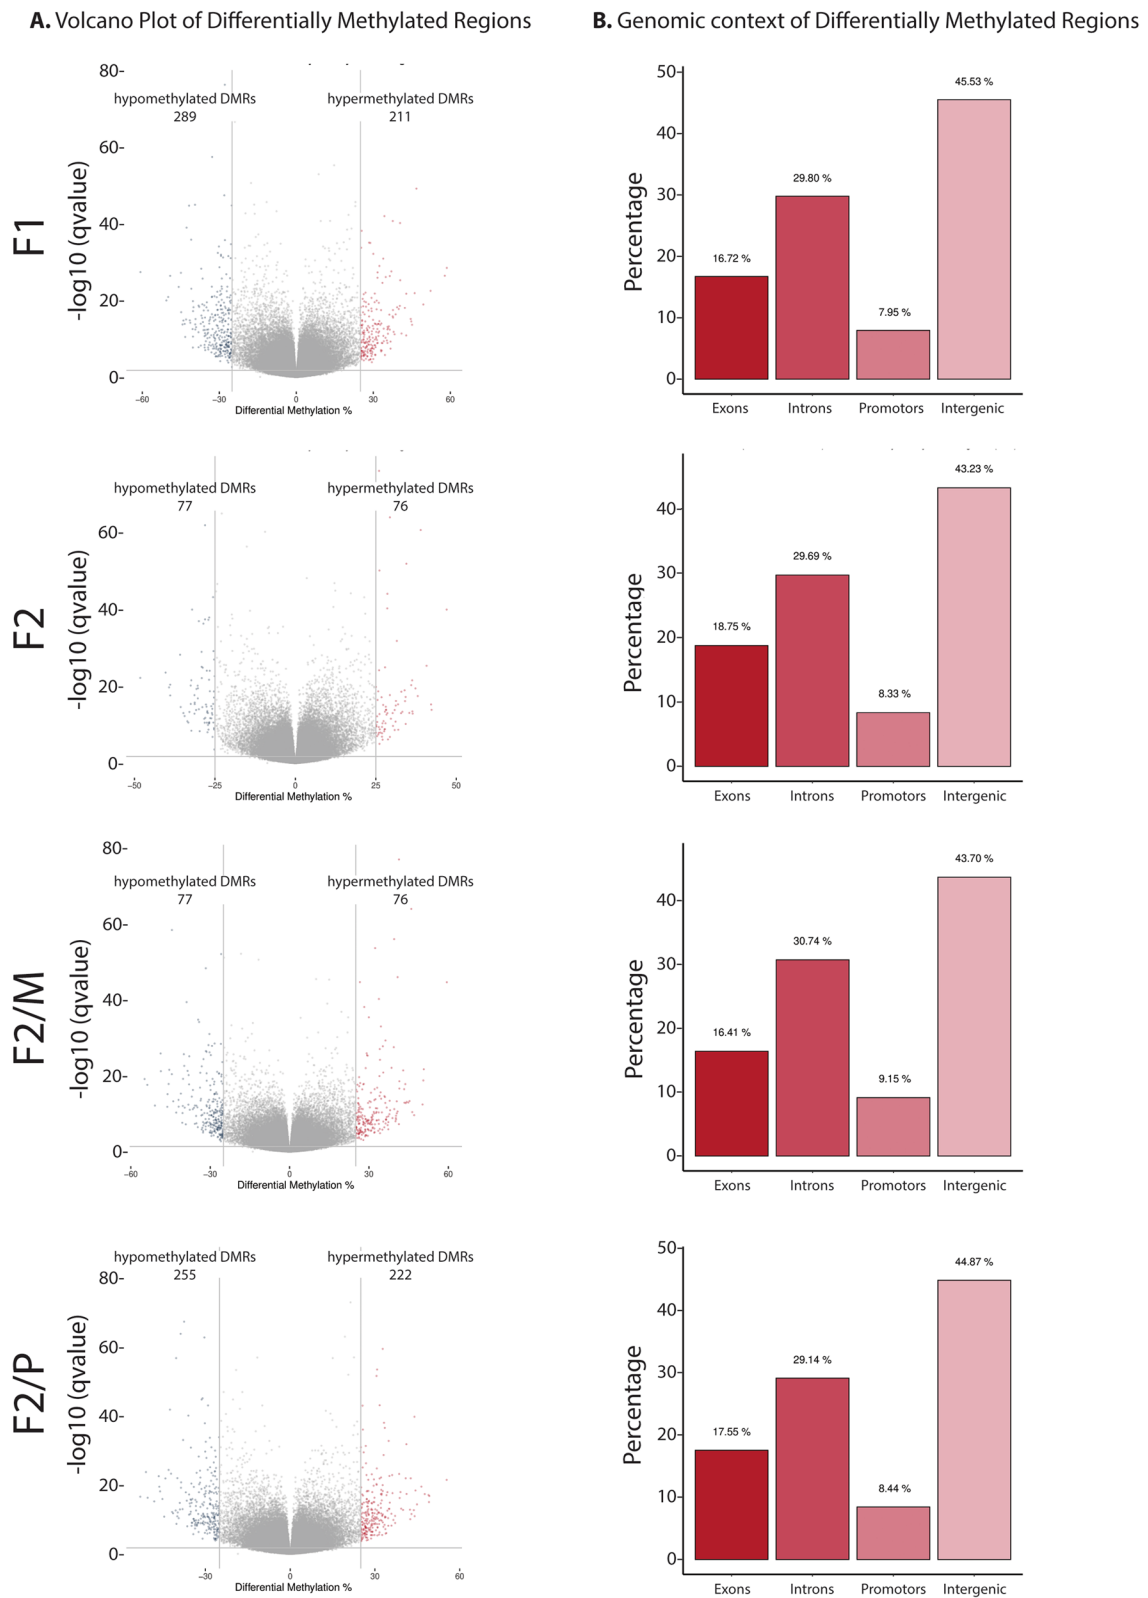 A. Volcano Plot of Differentially Methylated Regions
B. Genomic context of Differentially Methylated Regions
F1
-log10 (qvalue)
80-
60-
40-
20-
0-
hypomethylated DMRs
289
hypermethylated DMRs
211
−60 −30 0 30 60
Differential Methylation %
Percentage
50
40
30
20
10
0
16.72 %
29.80 %
7.95 %
45.53 %
Exons Introns Promotors Intergenic
F2
-log10 (qvalue)
60-
40-
20-
0-
hypomethylated DMRs
77
hypermethylated DMRs
76
−50 −25 0 25 50
Differential Methylation %
Percentage
40
30
20
10
0
18.75 %
29.69 %
8.33 %
43.23 %
Exons Introns Promotors Intergenic
F2/M
-log10 (qvalue)
80-
60-
40-
20-
0-
hypomethylated DMRs
77
hypermethylated DMRs
76
−60 −30 0 30 60
Differential Methylation %
Percentage
40
30
20
10
0
16.41 %
30.74 %
9.15 %
43.70 %
Exons Introns Promotors Intergenic
F2/P
-log10 (qvalue)
80-
60-
40-
20-
0-
hypomethylated DMRs
255
hypermethylated DMRs
222
−30 0 30 60
Differential Methylation %
Percentage
50
40
30
20
10
0
17.55 %
29.14 %
8.44 %
44.87 %
Exons Introns Promotors Intergenic